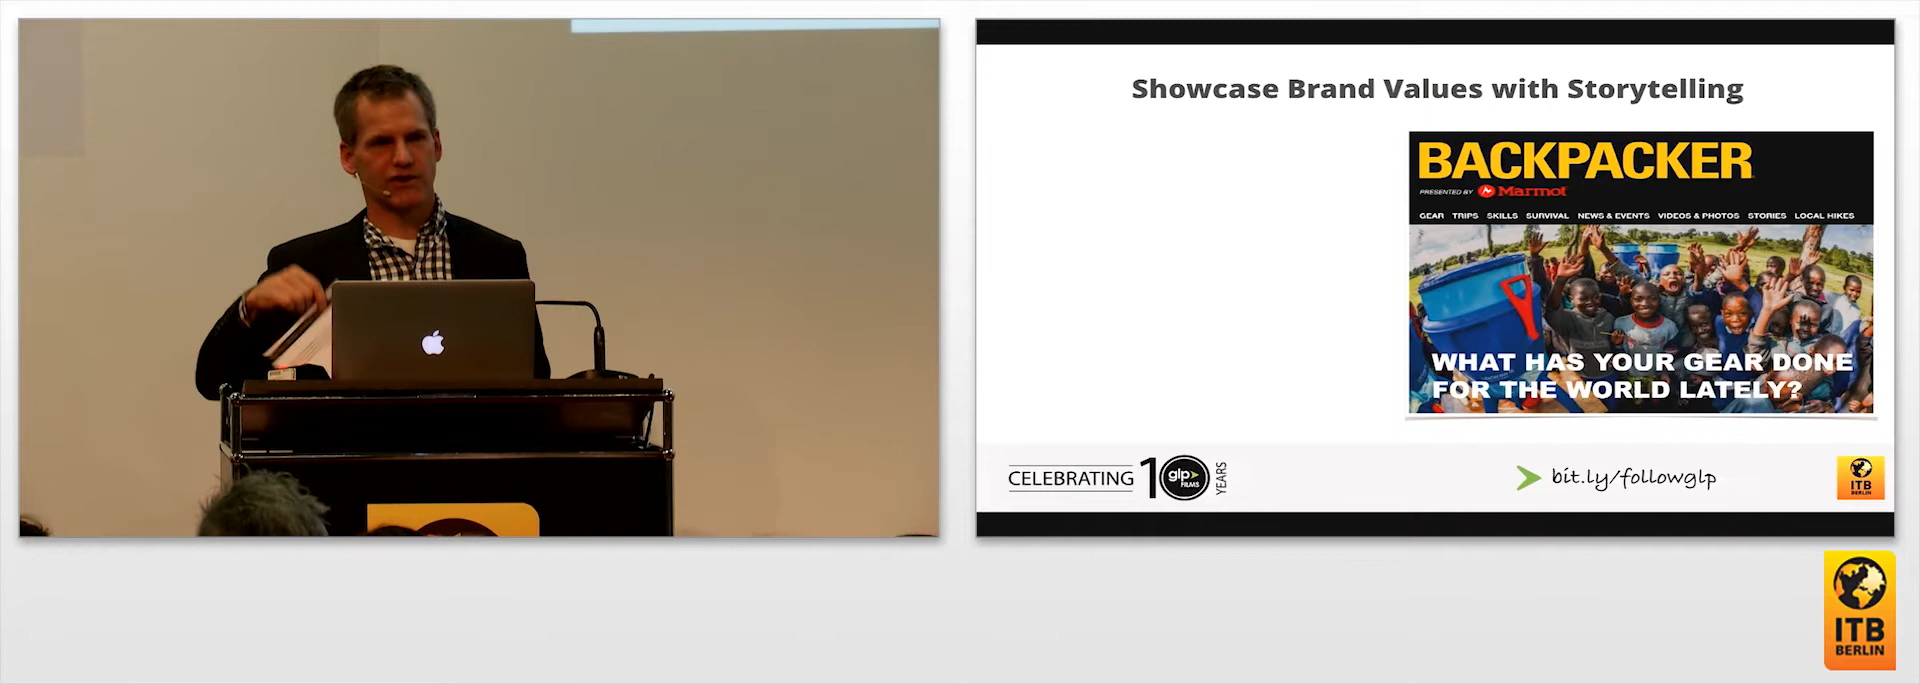 Showcase Brand Values with Storytelling
BACKPACKER
PRESENTED BY Marmot
GEAR TRIPS SKILLS SURVIVAL NEWS & EVENTS VIDEOS & PHOTOS STORIES LOCAL HIKES
WHAT HAS YOUR GEAR DONE
FOR THE WORLD LATELY?
CELEBRATING 10 YEARS
glp
FILMS
bit.ly/followglp
ITB
BERLIN
ITB
BERLIN